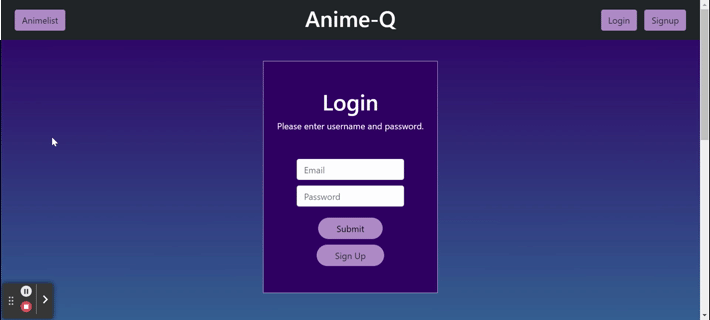 Animelist
Anime-Q
Login
Signup
Login
Please enter username and password.
Email
Password
Submit
Sign Up